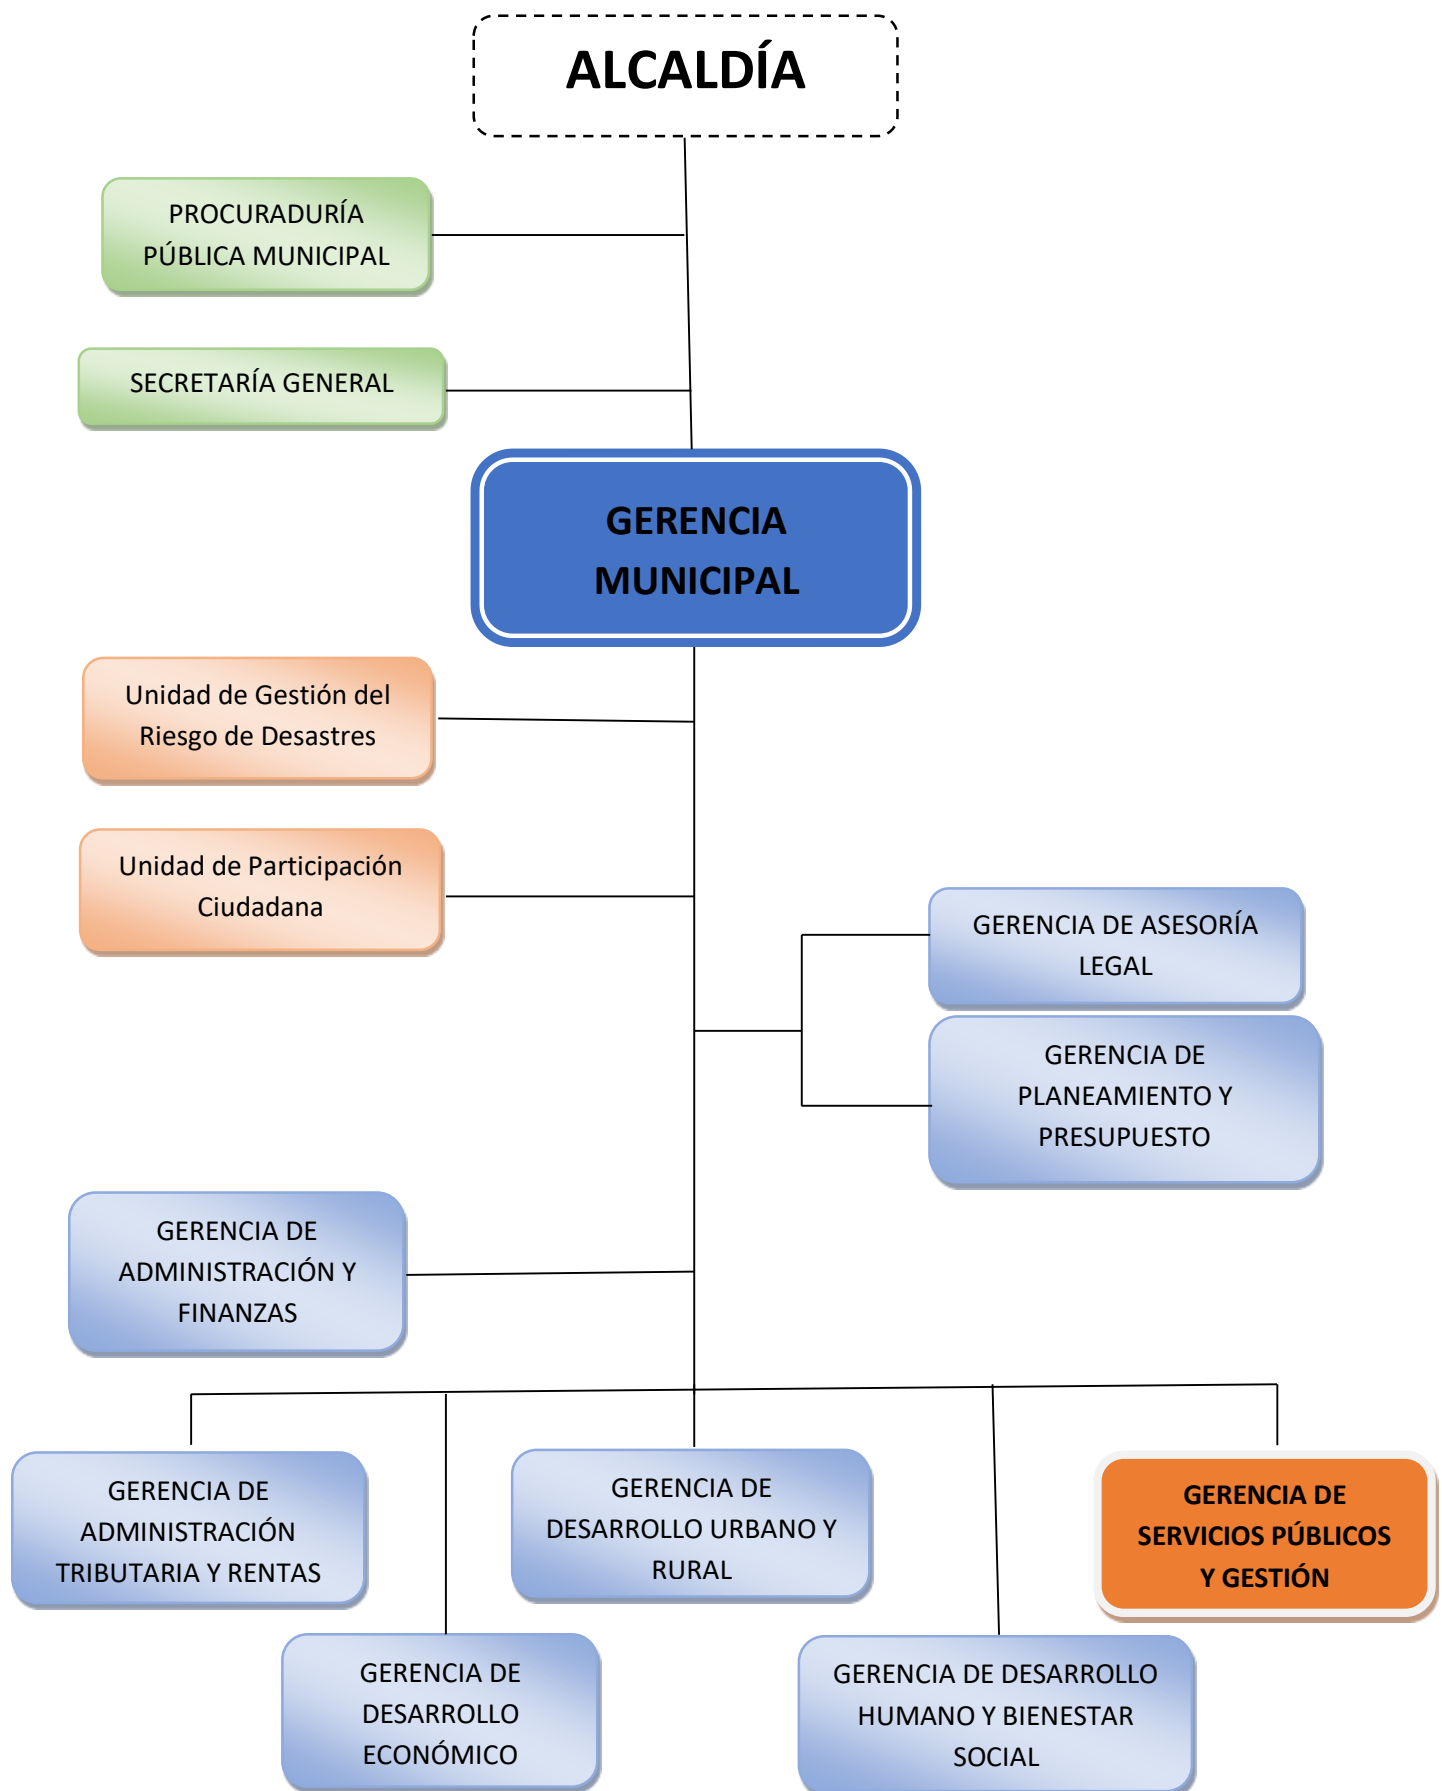 ALCALDÍA
PROCURADURÍA
PÚBLICA MUNICIPAL
SECRETARÍA GENERAL
GERENCIA
MUNICIPAL
Unidad de Gestión del
Riesgo de Desastres
Unidad de Participación
Ciudadana
GERENCIA DE ASESORÍA
LEGAL
GERENCIA DE
PLANEAMIENTO Y
PRESUPUESTO
GERENCIA DE
ADMINISTRACIÓN Y
FINANZAS
GERENCIA DE
ADMINISTRACIÓN
TRIBUTARIA Y RENTAS
GERENCIA DE
DESARROLLO URBANO Y
RURAL
GERENCIA DE
SERVICIOS PÚBLICOS
Y GESTIÓN
GERENCIA DE
DESARROLLO
ECONÓMICO
GERENCIA DE DESARROLLO
HUMANO Y BIENESTAR
SOCIAL